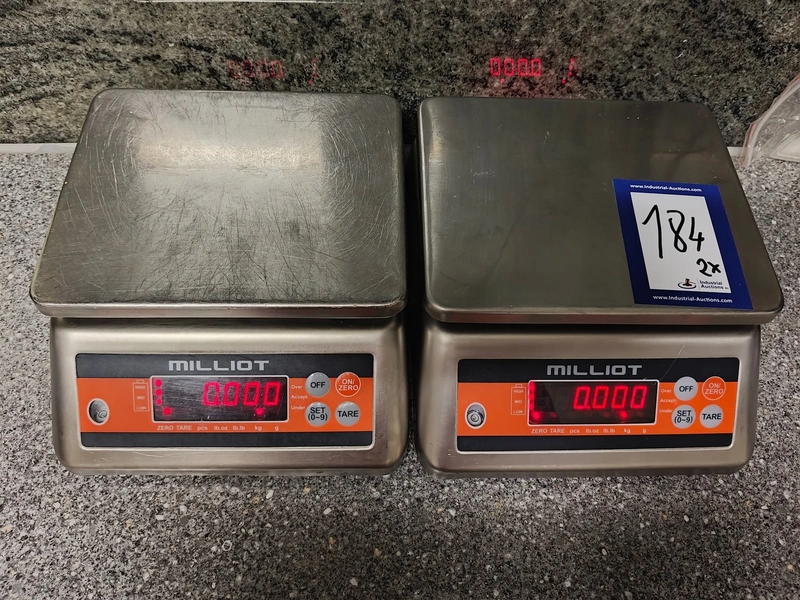 www.Industrial-Auctions.com
184
2x
Industrial
Auctions
www.Industrial-Auctions.com
MILLIOT
0.000
Over
Accept
Under
OFF
ON/
ZERO
SET
(0~9)
TARE
ZERO TARE pcs lb.oz lb.lb kg g
MILLIOT
0.000
Over
Accept
Under
OFF
ON/
ZERO
SET
(0~9)
TARE
ZERO TARE pcs lb.oz lb.lb kg g